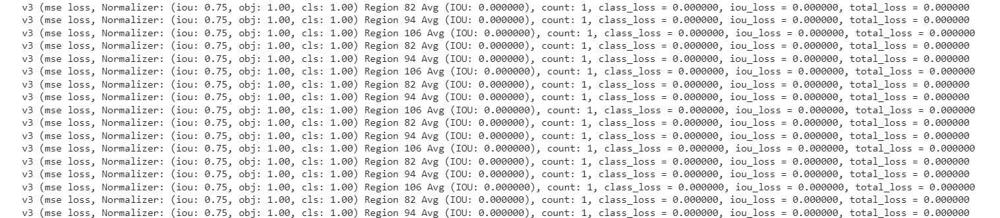 v3 (mse loss, Normalizer: (iou: 0.75, obj: 1.00, cls: 1.00) Region 82 Avg (IOU: 0.000000), count: 1, class_loss = 0.000000, iou_loss = 0.000000, total_loss = 0.000000
v3 (mse loss, Normalizer: (iou: 0.75, obj: 1.00, cls: 1.00) Region 94 Avg (IOU: 0.000000), count: 1, class_loss = 0.000000, iou_loss = 0.000000, total_loss = 0.000000
v3 (mse loss, Normalizer: (iou: 0.75, obj: 1.00, cls: 1.00) Region 106 Avg (IOU: 0.000000), count: 1, class_loss = 0.000000, iou_loss = 0.000000, total_loss = 0.000000
v3 (mse loss, Normalizer: (iou: 0.75, obj: 1.00, cls: 1.00) Region 82 Avg (IOU: 0.000000), count: 1, class_loss = 0.000000, iou_loss = 0.000000, total_loss = 0.000000
v3 (mse loss, Normalizer: (iou: 0.75, obj: 1.00, cls: 1.00) Region 94 Avg (IOU: 0.000000), count: 1, class_loss = 0.000000, iou_loss = 0.000000, total_loss = 0.000000
v3 (mse loss, Normalizer: (iou: 0.75, obj: 1.00, cls: 1.00) Region 106 Avg (IOU: 0.000000), count: 1, class_loss = 0.000000, iou_loss = 0.000000, total_loss = 0.000000
v3 (mse loss, Normalizer: (iou: 0.75, obj: 1.00, cls: 1.00) Region 82 Avg (IOU: 0.000000), count: 1, class_loss = 0.000000, iou_loss = 0.000000, total_loss = 0.000000
v3 (mse loss, Normalizer: (iou: 0.75, obj: 1.00, cls: 1.00) Region 94 Avg (IOU: 0.000000), count: 1, class_loss = 0.000000, iou_loss = 0.000000, total_loss = 0.000000
v3 (mse loss, Normalizer: (iou: 0.75, obj: 1.00, cls: 1.00) Region 106 Avg (IOU: 0.000000), count: 1, class_loss = 0.000000, iou_loss = 0.000000, total_loss = 0.000000
v3 (mse loss, Normalizer: (iou: 0.75, obj: 1.00, cls: 1.00) Region 82 Avg (IOU: 0.000000), count: 1, class_loss = 0.000000, iou_loss = 0.000000, total_loss = 0.000000
v3 (mse loss, Normalizer: (iou: 0.75, obj: 1.00, cls: 1.00) Region 94 Avg (IOU: 0.000000), count: 1, class_loss = 0.000000, iou_loss = 0.000000, total_loss = 0.000000
v3 (mse loss, Normalizer: (iou: 0.75, obj: 1.00, cls: 1.00) Region 106 Avg (IOU: 0.000000), count: 1, class_loss = 0.000000, iou_loss = 0.000000, total_loss = 0.000000
v3 (mse loss, Normalizer: (iou: 0.75, obj: 1.00, cls: 1.00) Region 82 Avg (IOU: 0.000000), count: 1, class_loss = 0.000000, iou_loss = 0.000000, total_loss = 0.000000
v3 (mse loss, Normalizer: (iou: 0.75, obj: 1.00, cls: 1.00) Region 94 Avg (IOU: 0.000000), count: 1, class_loss = 0.000000, iou_loss = 0.000000, total_loss = 0.000000
v3 (mse loss, Normalizer: (iou: 0.75, obj: 1.00, cls: 1.00) Region 106 Avg (IOU: 0.000000), count: 1, class_loss = 0.000000, iou_loss = 0.000000, total_loss = 0.000000
v3 (mse loss, Normalizer: (iou: 0.75, obj: 1.00, cls: 1.00) Region 82 Avg (IOU: 0.000000), count: 1, class_loss = 0.000000, iou_loss = 0.000000, total_loss = 0.000000
v3 (mse loss, Normalizer: (iou: 0.75, obj: 1.00, cls: 1.00) Region 94 Avg (IOU: 0.000000), count: 1, class_loss = 0.000000, iou_loss = 0.000000, total_loss = 0.000000